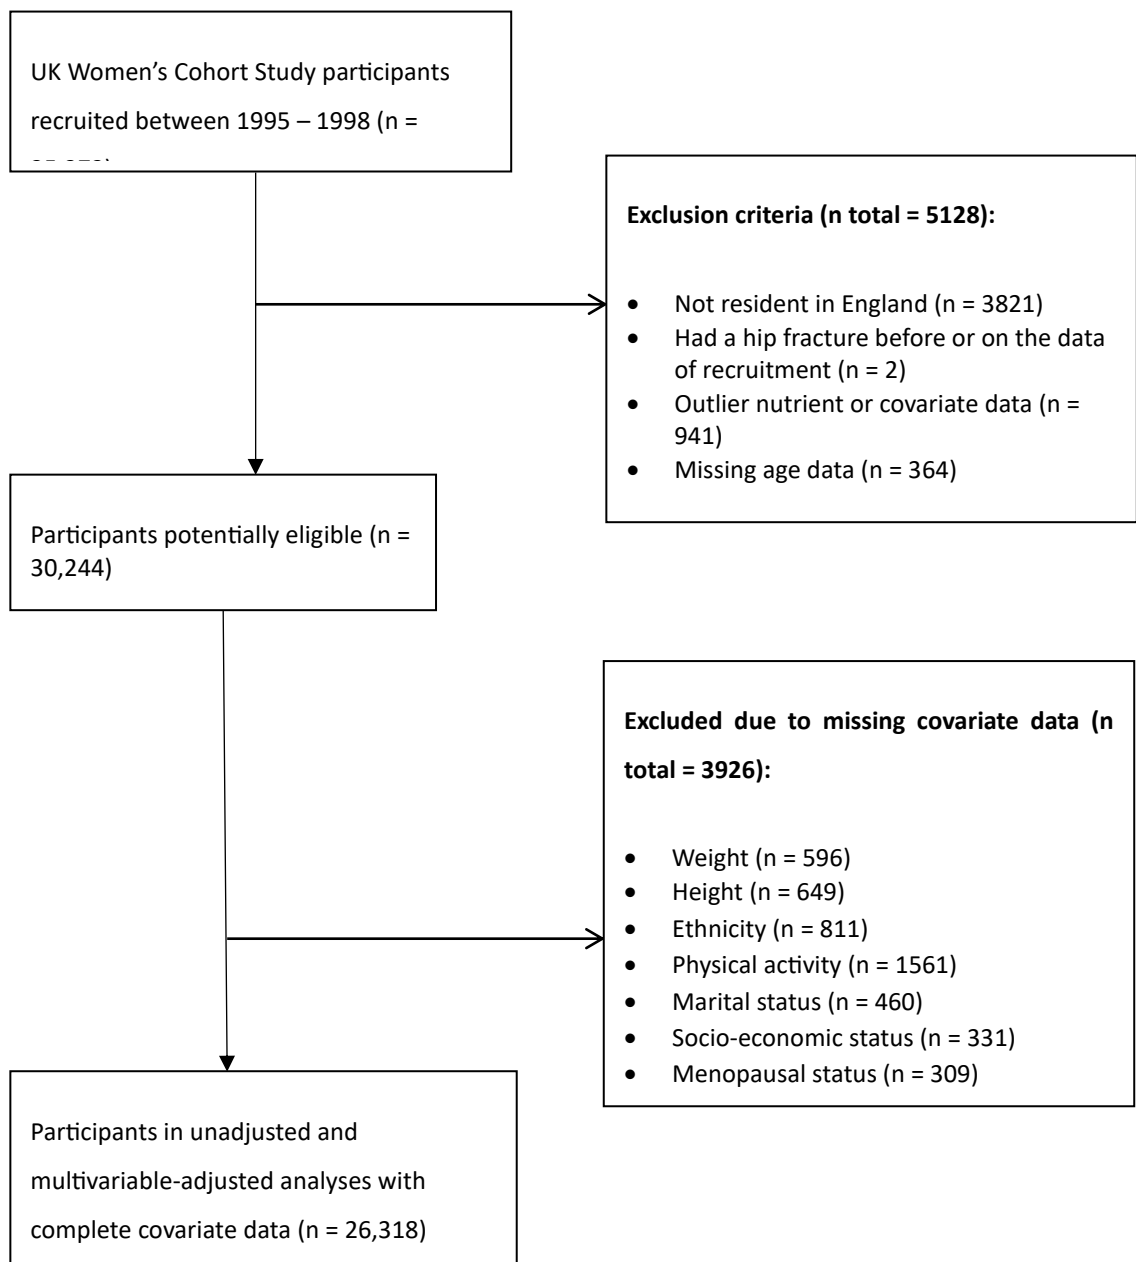 UK Women’s Cohort Study participants
recruited between 1995 – 1998 (n =
Exclusion criteria (n total = 5128):
• Not resident in England (n = 3821)
• Had a hip fracture before or on the data
of recruitment (n = 2)
• Outlier nutrient or covariate data (n =
941)
• Missing age data (n = 364)
Participants potentially eligible (n =
30,244)
Excluded due to missing covariate data (n
total = 3926):
• Weight (n = 596)
• Height (n = 649)
• Ethnicity (n = 811)
• Physical activity (n = 1561)
• Marital status (n = 460)
• Socio-economic status (n = 331)
• Menopausal status (n = 309)
Participants in unadjusted and
multivariable-adjusted analyses with
complete covariate data (n = 26,318)